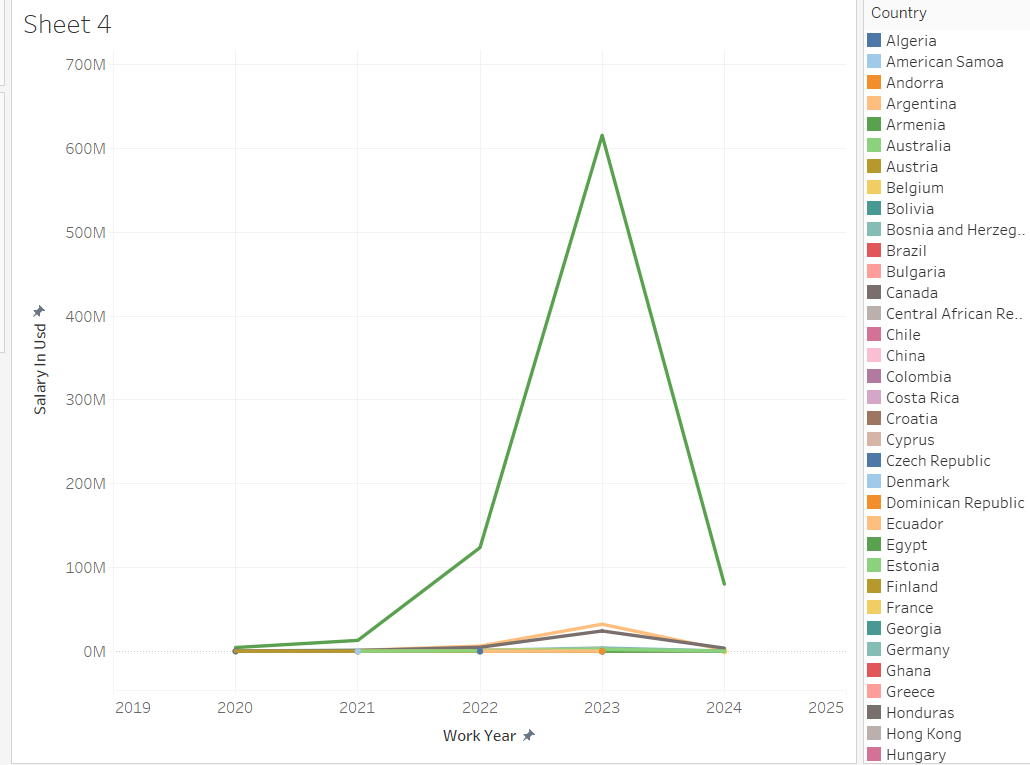 Sheet 4
700M
600M
500M
400M
300M
200M
100M
0M
Salary In Usd
2019 2020 2021 2022 2023 2024 2025
Work Year
Country
Algeria
American Samoa
Andorra
Argentina
Armenia
Australia
Austria
Belgium
Bolivia
Bosnia and Herzeg..
Brazil
Bulgaria
Canada
Central African Re..
Chile
China
Colombia
Costa Rica
Croatia
Cyprus
Czech Republic
Denmark
Dominican Republic
Ecuador
Egypt
Estonia
Finland
France
Georgia
Germany
Ghana
Greece
Honduras
Hong Kong
Hungary